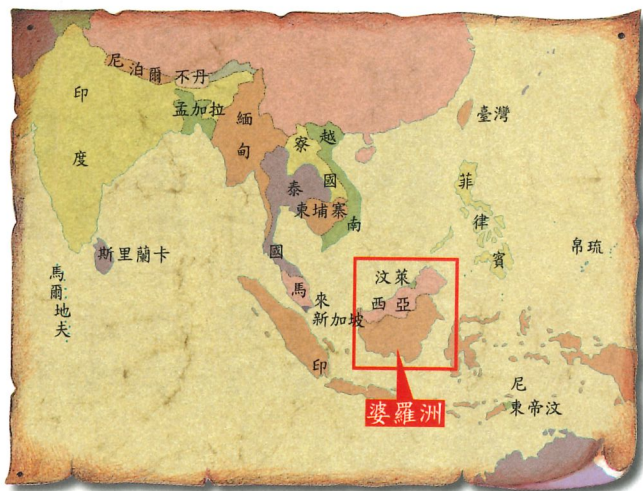 尼泊爾
不丹
印度
孟加拉
緬甸
臺灣
寮國
越南
泰國
柬埔寨
菲律賓
斯里蘭卡
帛琉
馬爾地夫
汶萊
馬來西亞
新加坡
印尼
東帝汶
婆羅洲